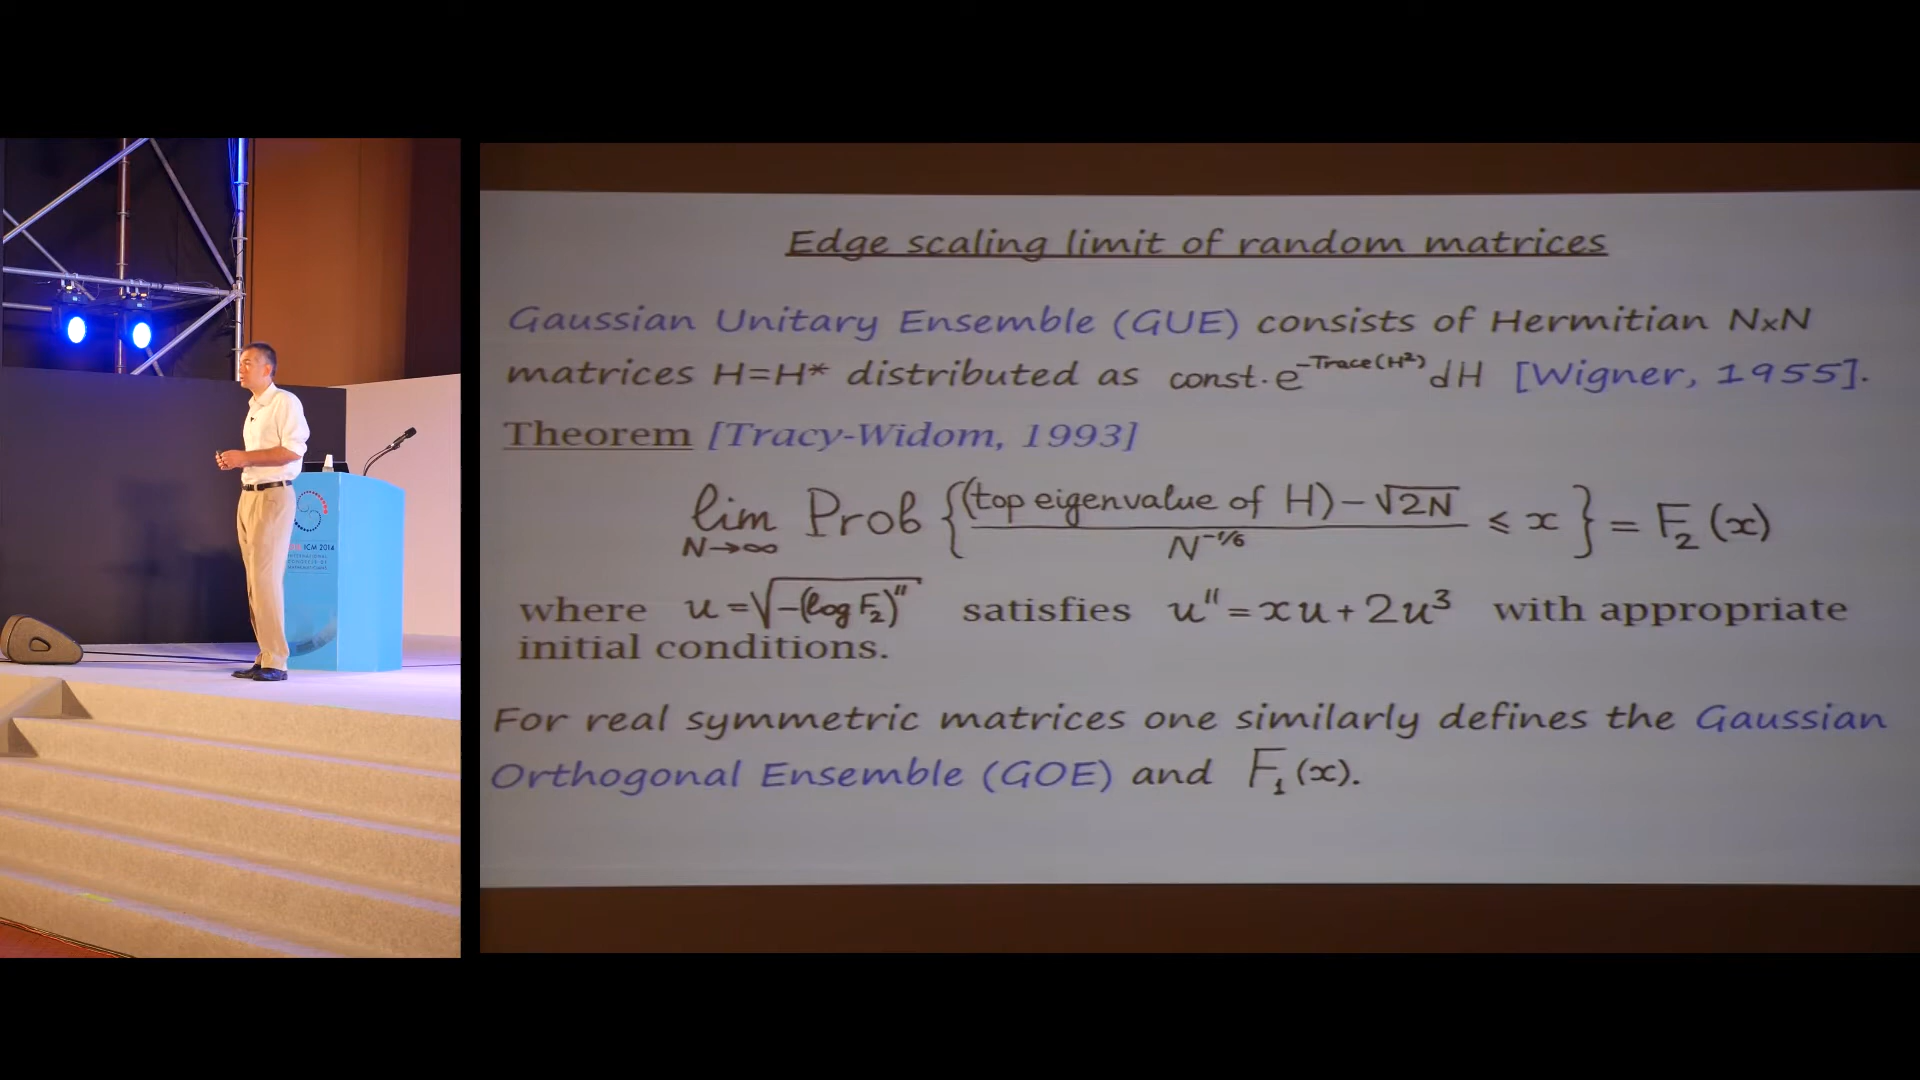 Edge scaling limit of random matrices
Gaussian Unitary Ensemble (GUE) consists of Hermitian N×N
matrices H=H* distributed as const·e^{-Trace(H²)} dH [Wigner, 1955].
Theorem [Tracy-Widom, 1993]
lim_{N→∞} Prob {((top eigenvalue of H) − √2N) / N^{-1/6} ⩽ x} = F₂(x)
where u = √(−(log F₂)'') satisfies u'' = xu + 2u³ with appropriate
initial conditions.
For real symmetric matrices one similarly defines the Gaussian
Orthogonal Ensemble (GOE) and F₁(x).
ICM 2014